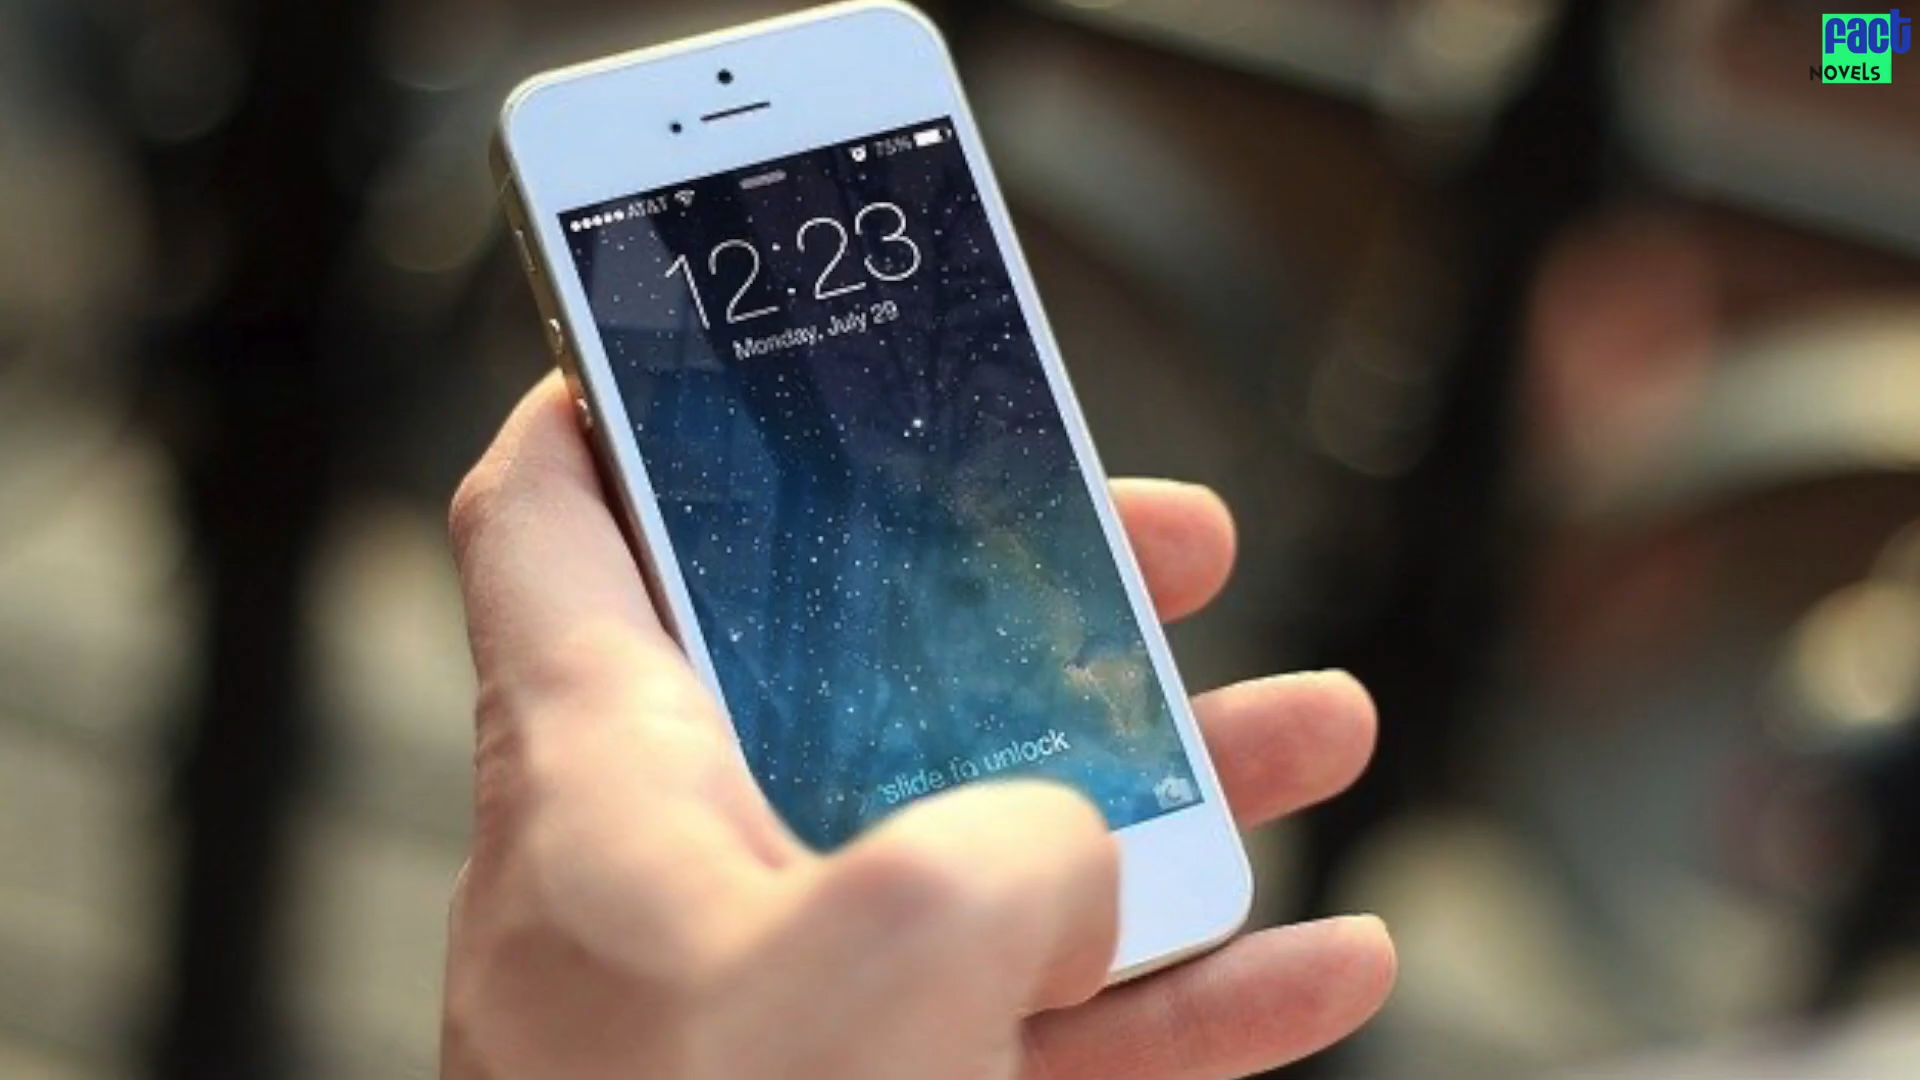 fact
NOVELS
AT&T 75%
12:23
Monday, July 29
slide to unlock